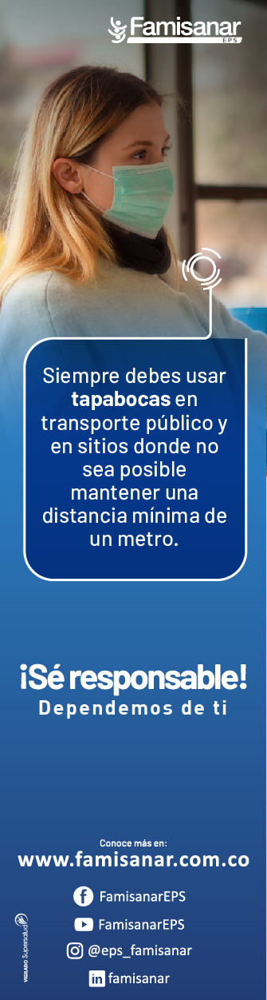 Famisanar
EPS
Siempre debes usar
tapabocas en
transporte público y
en sitios donde no
sea posible
mantener una
distancia mínima de
un metro.
¡Sé responsable!
Dependemos de ti
Conoce más en:
www.famisanar.com.co
FamisanarEPS
FamisanarEPS
@eps_famisanar
in famisanar
VIGILADO Supersalud